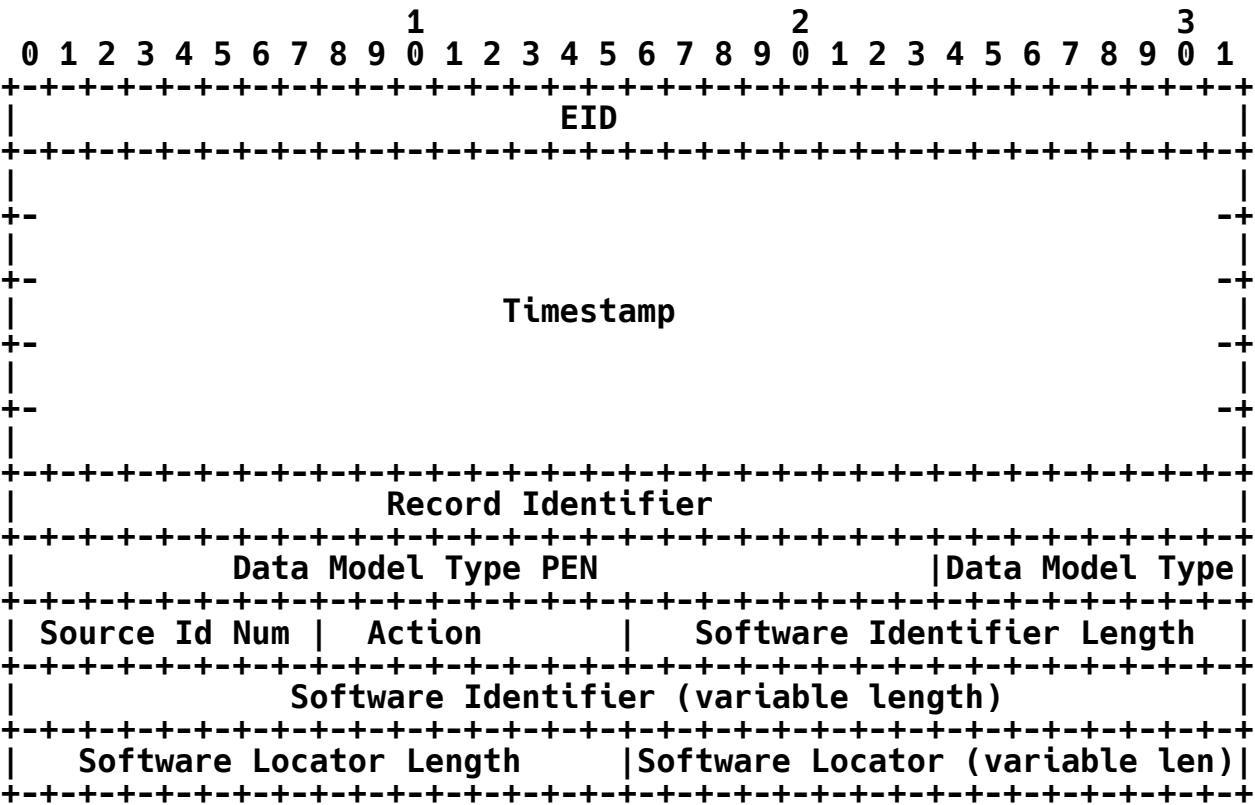 1                   2                   3
 0 1 2 3 4 5 6 7 8 9 0 1 2 3 4 5 6 7 8 9 0 1 2 3 4 5 6 7 8 9 0 1
+-+-+-+-+-+-+-+-+-+-+-+-+-+-+-+-+-+-+-+-+-+-+-+-+-+-+-+-+-+-+-+-+
|                            EID                                |
+-+-+-+-+-+-+-+-+-+-+-+-+-+-+-+-+-+-+-+-+-+-+-+-+-+-+-+-+-+-+-+-+
|                                                               |
+-                                                             -+
|                                                               |
+-                                                             -+
|                         Timestamp                             |
+-                                                             -+
|                                                               |
+-                                                             -+
|                                                               |
+-+-+-+-+-+-+-+-+-+-+-+-+-+-+-+-+-+-+-+-+-+-+-+-+-+-+-+-+-+-+-+-+
|                   Record Identifier                           |
+-+-+-+-+-+-+-+-+-+-+-+-+-+-+-+-+-+-+-+-+-+-+-+-+-+-+-+-+-+-+-+-+
|           Data Model Type PEN                 |Data Model Type|
+-+-+-+-+-+-+-+-+-+-+-+-+-+-+-+-+-+-+-+-+-+-+-+-+-+-+-+-+-+-+-+-+
| Source Id Num |  Action       |   Software Identifier Length  |
+-+-+-+-+-+-+-+-+-+-+-+-+-+-+-+-+-+-+-+-+-+-+-+-+-+-+-+-+-+-+-+-+
|              Software Identifier (variable length)            |
+-+-+-+-+-+-+-+-+-+-+-+-+-+-+-+-+-+-+-+-+-+-+-+-+-+-+-+-+-+-+-+-+
|   Software Locator Length     |Software Locator (variable len)|
+-+-+-+-+-+-+-+-+-+-+-+-+-+-+-+-+-+-+-+-+-+-+-+-+-+-+-+-+-+-+-+-+